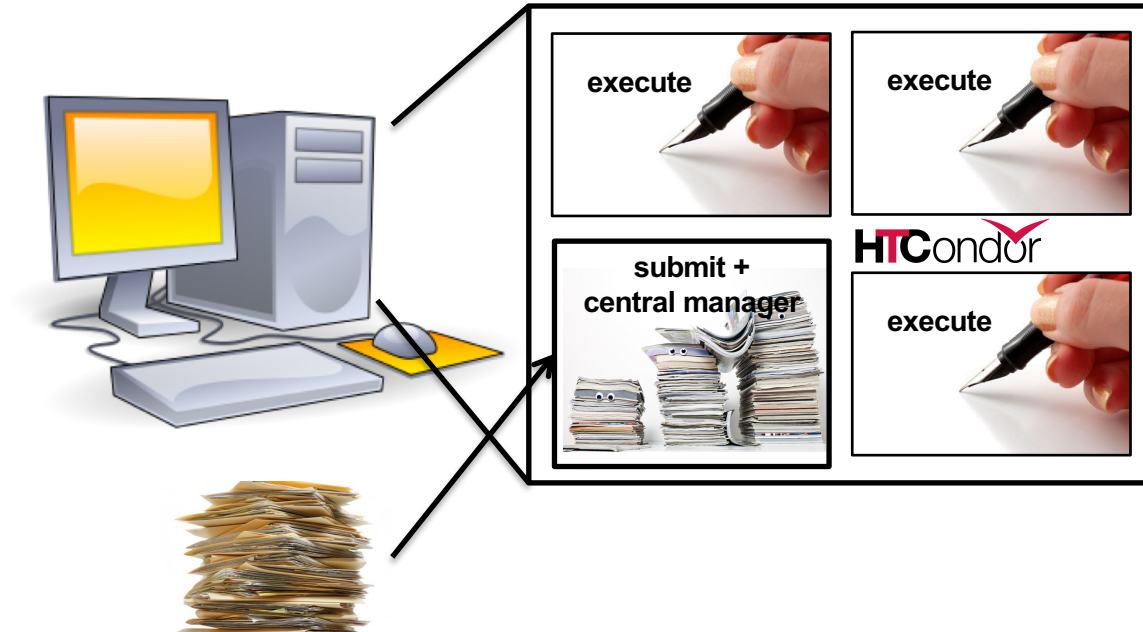 execute
execute
submit +
central manager
HTCondor
execute